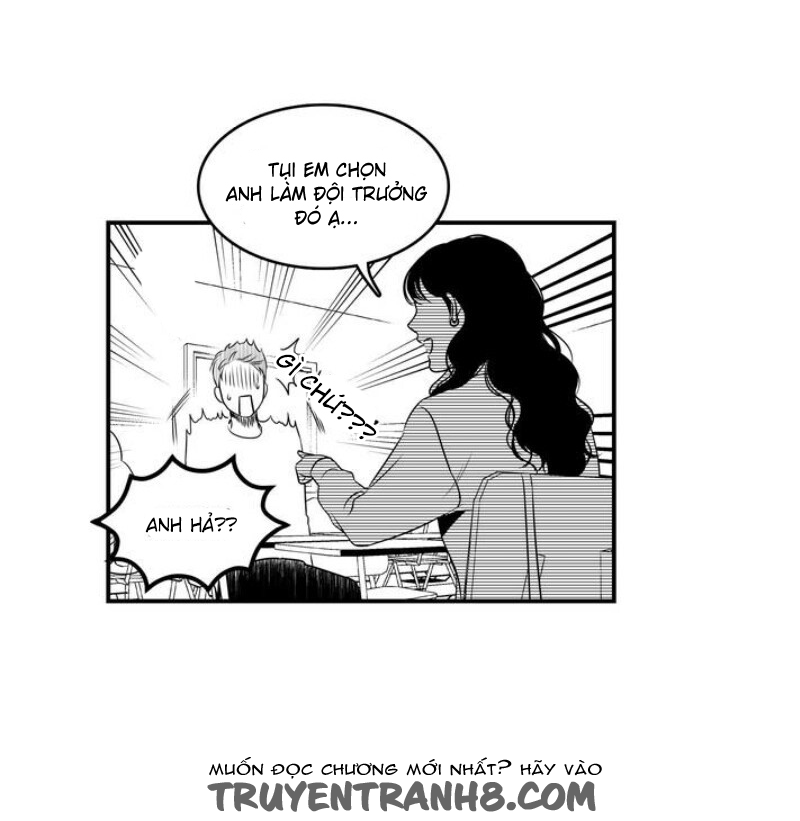 TỤI EM CHỌN
ANH LÀM ĐỘI TRƯỞNG
ĐÓ Ạ...
GÌ CHỨ???
ANH HẢ??
MUỐN ĐỌC CHƯƠNG MỚI NHẤT? HÃY VÀO
TRUYENTRANH8.COM